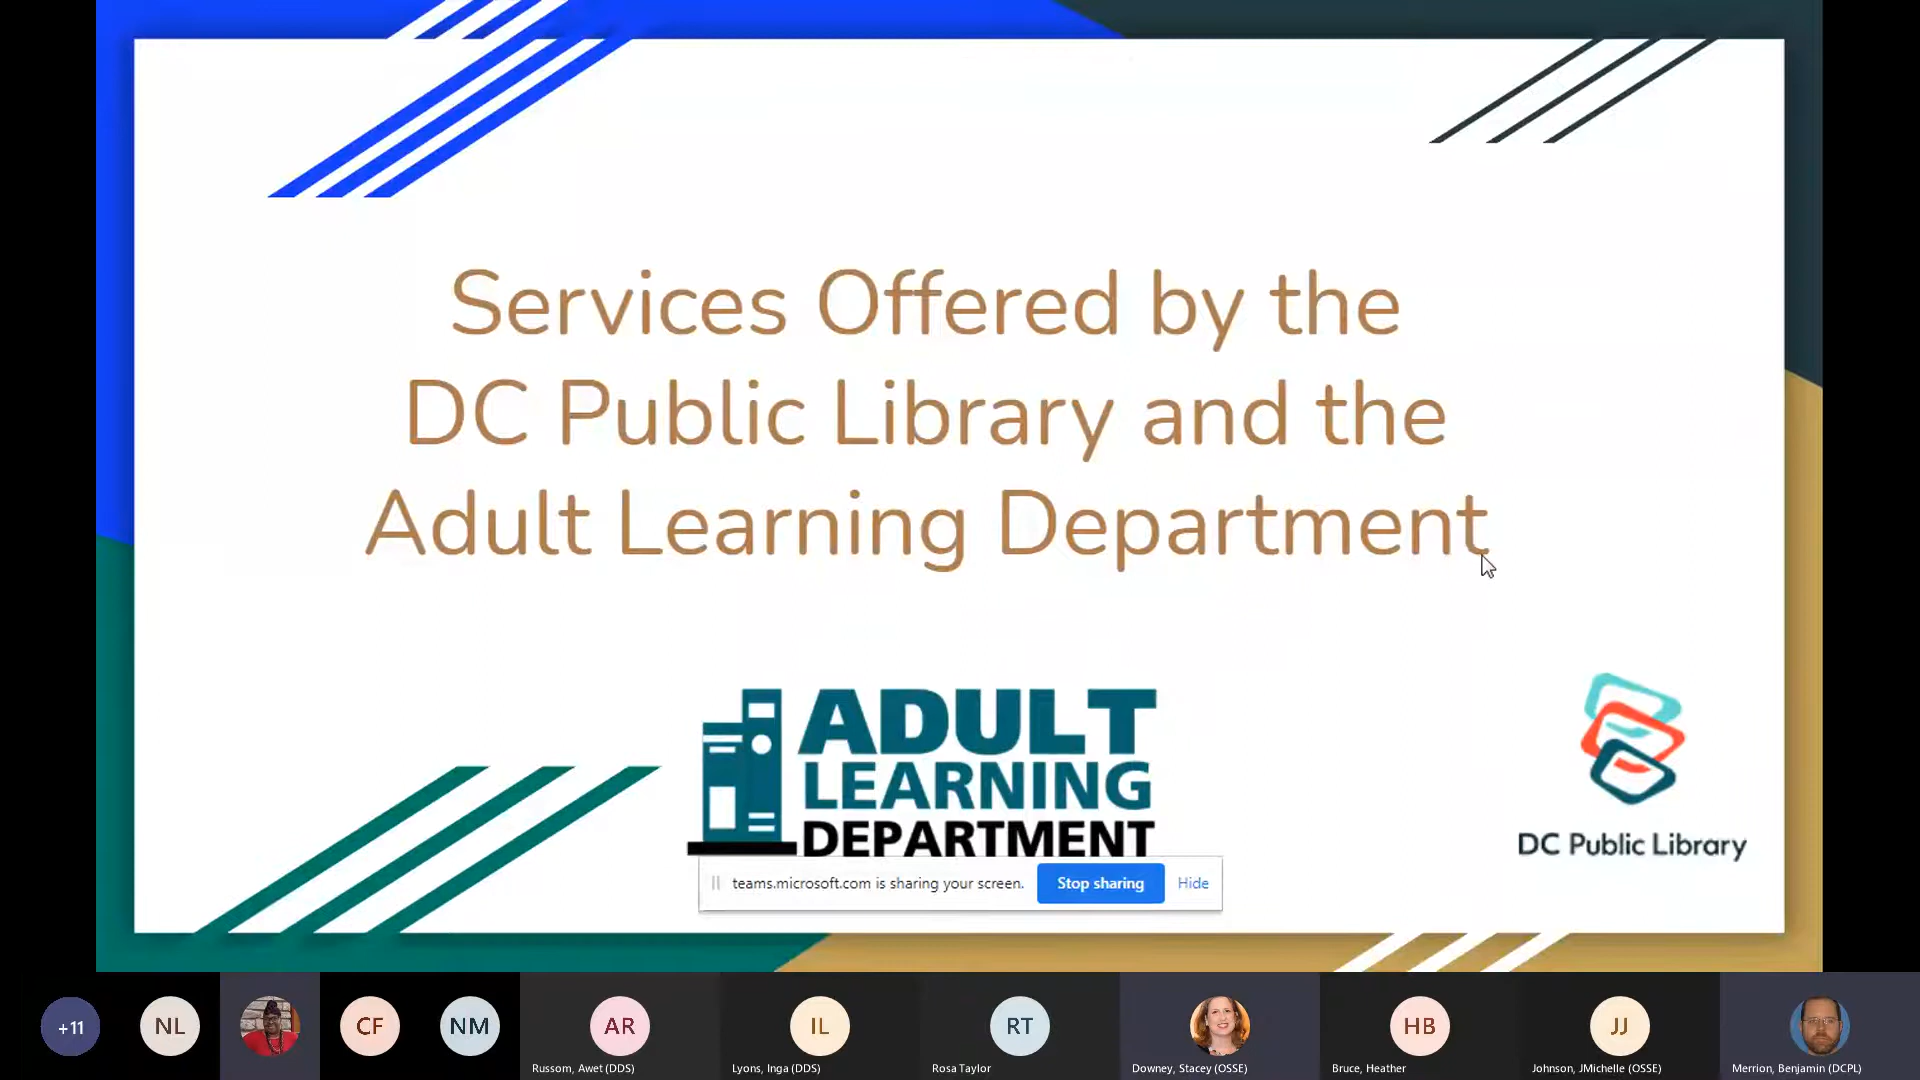 Services Offered by the
DC Public Library and the
Adult Learning Department
ADULT
LEARNING
DEPARTMENT
DC Public Library
teams.microsoft.com is sharing your screen. Stop sharing Hide
+11 NL CF NM AR IL RT HB JJ
Russom, Awet (DDS) Lyons, Inga (DDS) Rosa Taylor Downey, Stacey (OSSE) Bruce, Heather Johnson, JMichelle (OSSE) Merrion, Benjamin (DCPL)